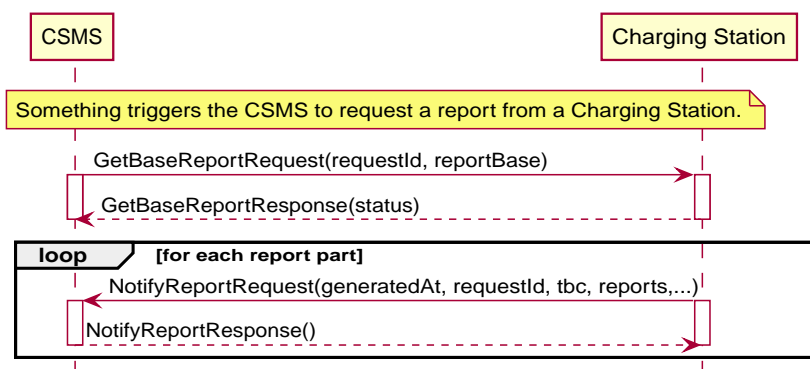 CSMS
Charging Station
Something triggers the CSMS to request a report from a Charging Station.
GetBaseReportRequest(requestId, reportBase)
GetBaseReportResponse(status)
loop [for each report part]
NotifyReportRequest(generatedAt, requestId, tbc, reports,...)
NotifyReportResponse()